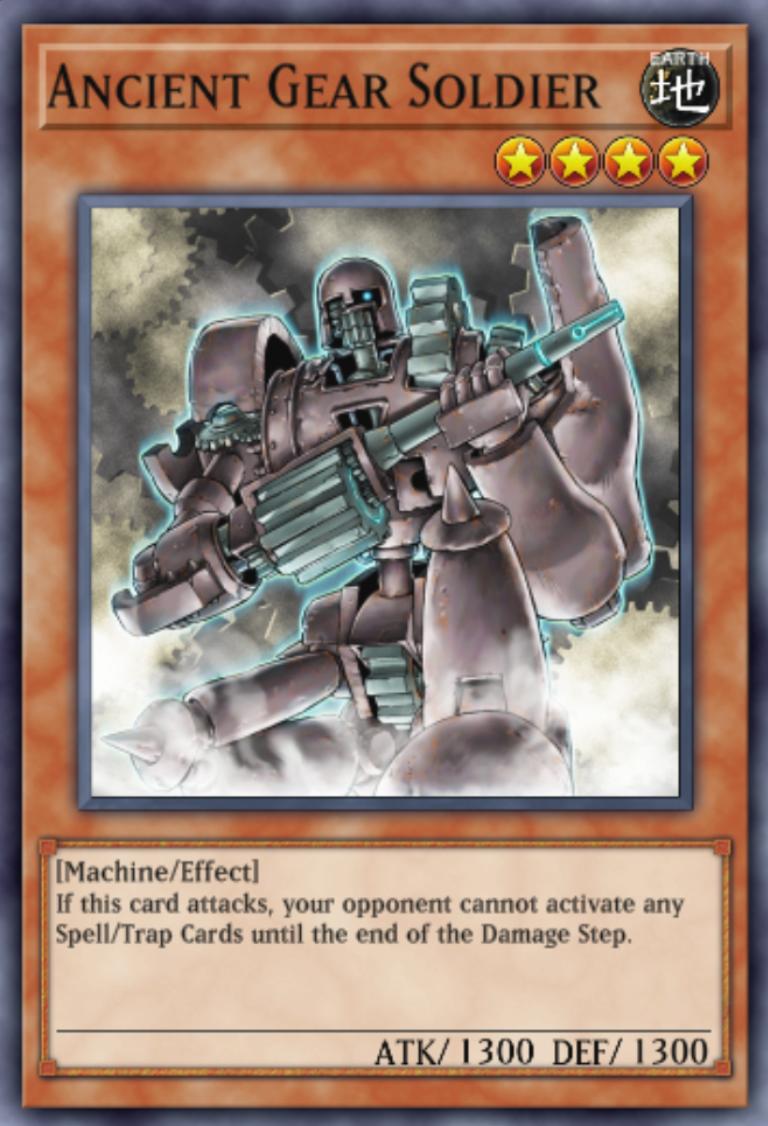 Ancient Gear Soldier
EARTH
地
[Machine/Effect]
If this card attacks, your opponent cannot activate any
Spell/Trap Cards until the end of the Damage Step.
ATK/ 1300 DEF/ 1300